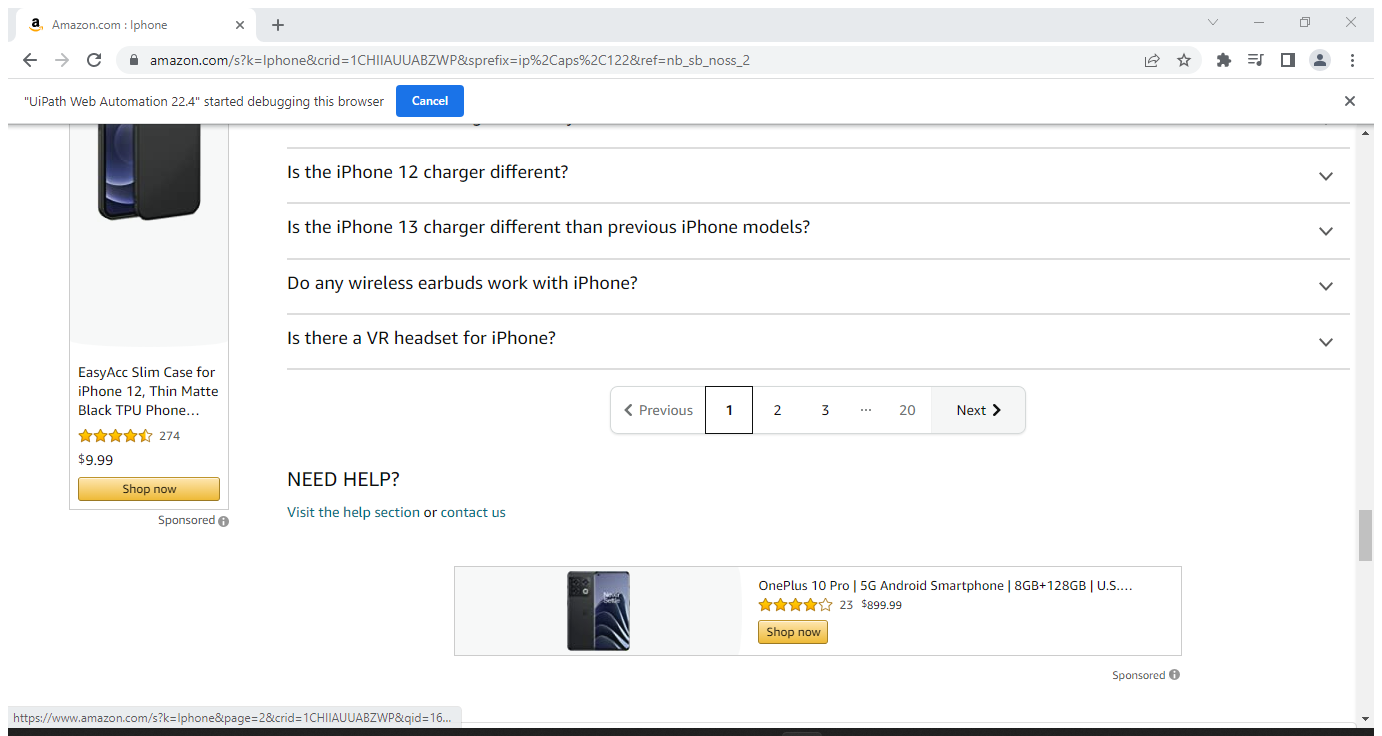 Amazon.com : Iphone
amazon.com/s?k=Iphone&crid=1CHIIAUUABZWP&sprefix=ip%2Caps%2C122&ref=nb_sb_noss_2
"UiPath Web Automation 22.4" started debugging this browser
Cancel
Is the iPhone 12 charger different?
Is the iPhone 13 charger different than previous iPhone models?
Do any wireless earbuds work with iPhone?
Is there a VR headset for iPhone?
EasyAcc Slim Case for
iPhone 12, Thin Matte
Black TPU Phone...
274
$9.99
Shop now
Sponsored
Previous 1 2 3 ... 20 Next
NEED HELP?
Visit the help section or contact us
Never
Settle
OnePlus 10 Pro | 5G Android Smartphone | 8GB+128GB | U.S....
23 $899.99
Shop now
Sponsored
https://www.amazon.com/s?k=Iphone&page=2&crid=1CHIIAUUABZWP&qid=16...